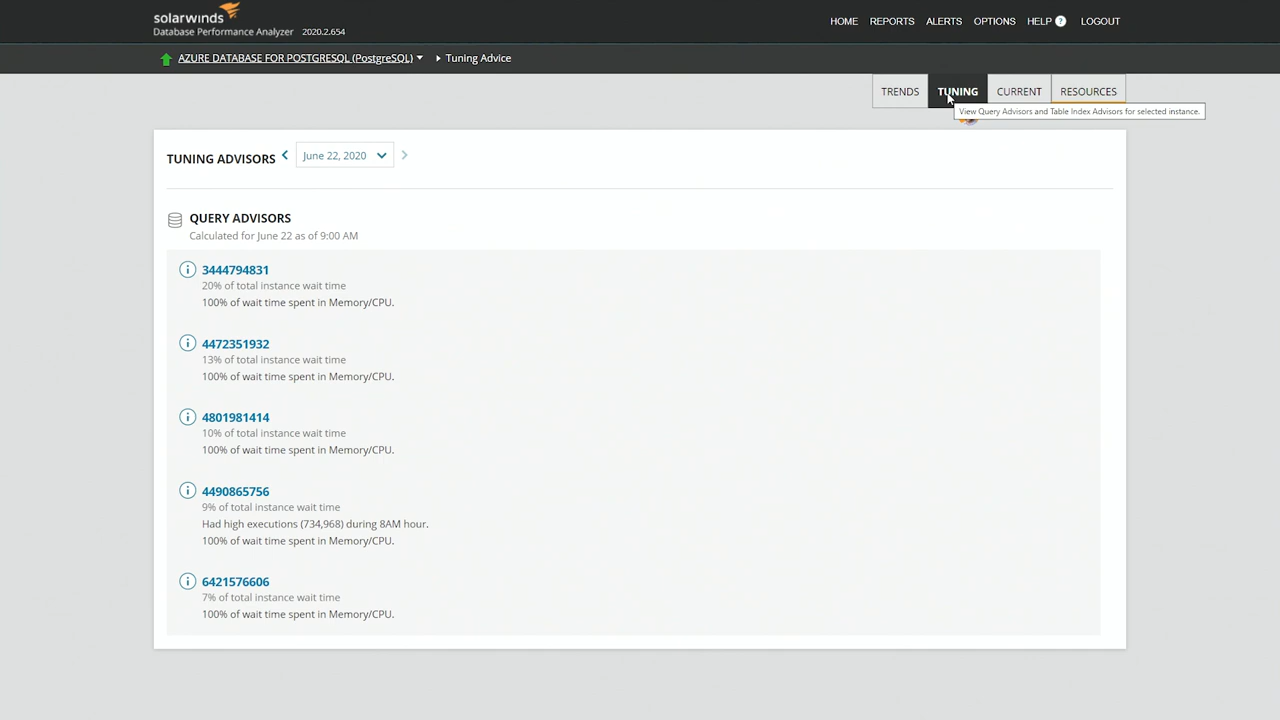 solarwinds
Database Performance Analyzer 2020.2.654
HOME REPORTS ALERTS OPTIONS HELP ? LOGOUT
AZURE DATABASE FOR POSTGRESQL (PostgreSQL) Tuning Advice
TRENDS TUNING CURRENT RESOURCES
View Query Advisors and Table Index Advisors for selected instance.
TUNING ADVISORS June 22, 2020
QUERY ADVISORS
Calculated for June 22 as of 9:00 AM
3444794831
20% of total instance wait time
100% of wait time spent in Memory/CPU.
4472351932
13% of total instance wait time
100% of wait time spent in Memory/CPU.
4801981414
10% of total instance wait time
100% of wait time spent in Memory/CPU.
4490865756
9% of total instance wait time
Had high executions (734,968) during 8AM hour.
100% of wait time spent in Memory/CPU.
6421576606
7% of total instance wait time
100% of wait time spent in Memory/CPU.